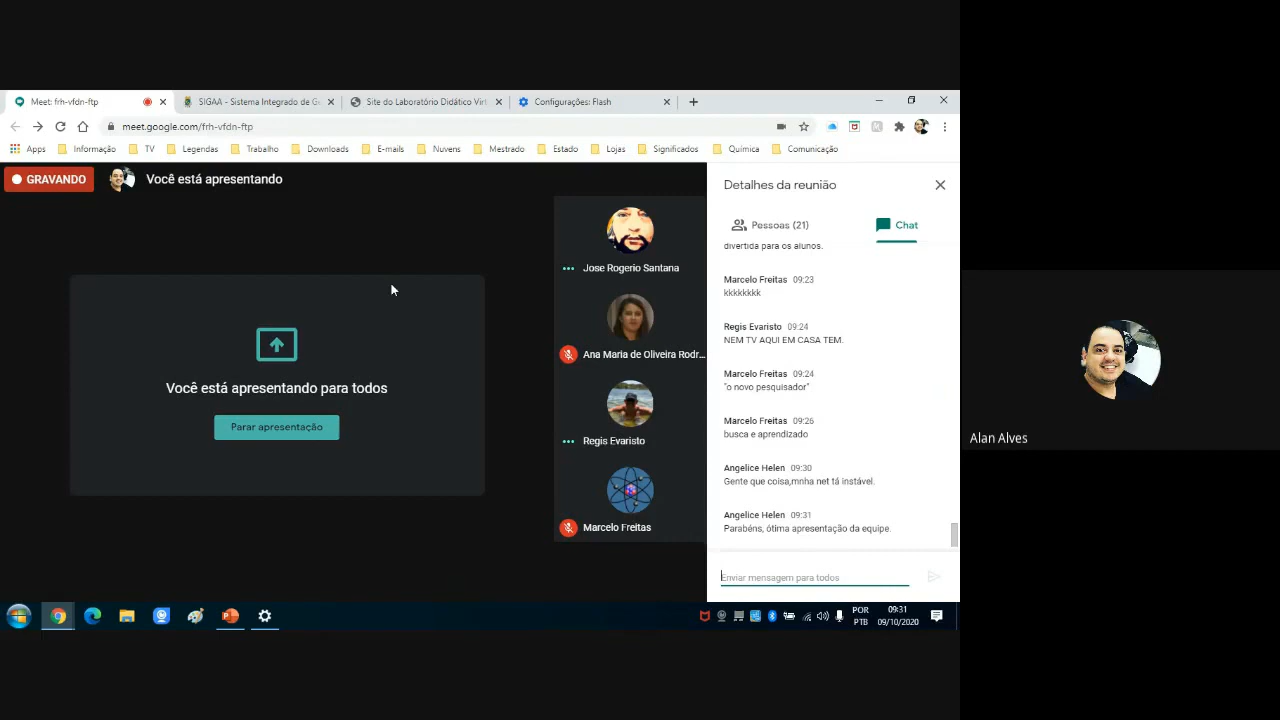 Meet: frh-vfdn-ftp
SIGAA - Sistema Integrado de G
Site do Laboratório Didático Virt
Configurações: Flash
meet.google.com/frh-vfdn-ftp
Apps
Informação
TV
Legendas
Trabalho
Downloads
E-mails
Nuvens
Mestrado
Estado
Lojas
Significados
Química
Comunicação
GRAVANDO
Você está apresentando
Detalhes da reunião
Pessoas (21)
Chat
divertida para os alunos.
Marcelo Freitas 09:23
kkkkkkkk
Regis Evaristo 09:24
NEM TV AQUI EM CASA TEM.
Marcelo Freitas 09:24
"o novo pesquisador"
Marcelo Freitas 09:26
busca e aprendizado
Angelice Helen 09:30
Gente que coisa,mnha net tá instável.
Angelice Helen 09:31
Parabéns, ótima apresentação da equipe.
Enviar mensagem para todos
Jose Rogerio Santana
Ana Maria de Oliveira Rodr...
Regis Evaristo
Marcelo Freitas
Você está apresentando para todos
Parar apresentação
Alan Alves
POR
PTB
09:31
09/10/2020